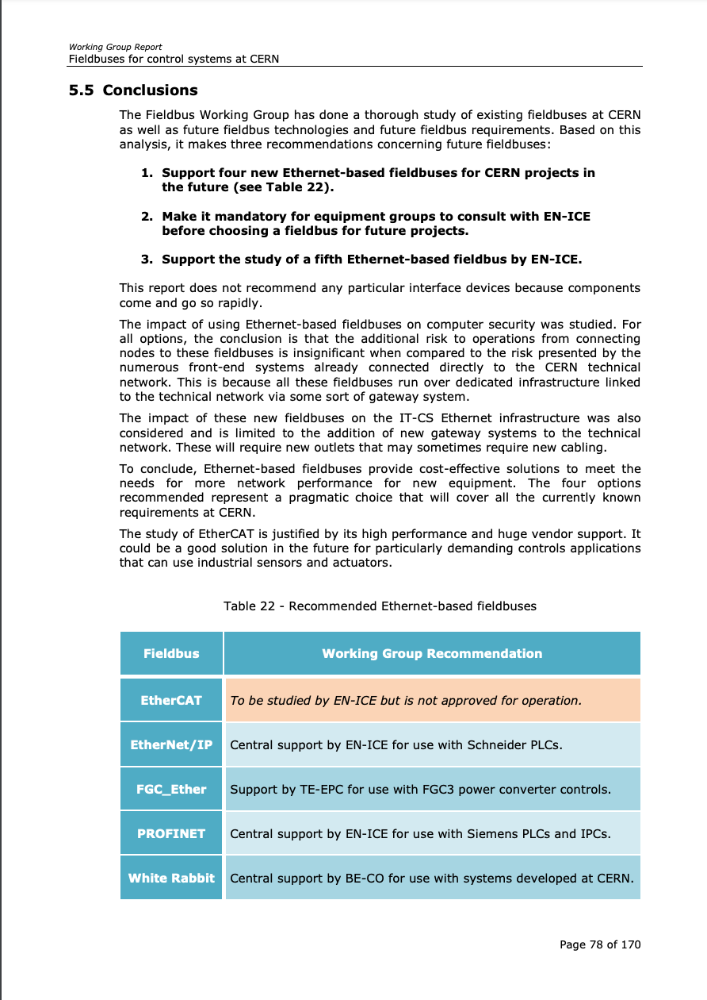 Working Group Report
Fieldbuses for control systems at CERN
5.5 Conclusions
The Fieldbus Working Group has done a thorough study of existing fieldbuses at CERN
as well as future fieldbus technologies and future fieldbus requirements. Based on this
analysis, it makes three recommendations concerning future fieldbuses:
1. Support four new Ethernet-based fieldbuses for CERN projects in
the future (see Table 22).
2. Make it mandatory for equipment groups to consult with EN-ICE
before choosing a fieldbus for future projects.
3. Support the study of a fifth Ethernet-based fieldbus by EN-ICE.
This report does not recommend any particular interface devices because components
come and go so rapidly.
The impact of using Ethernet-based fieldbuses on computer security was studied. For
all options, the conclusion is that the additional risk to operations from connecting
nodes to these fieldbuses is insignificant when compared to the risk presented by the
numerous front-end systems already connected directly to the CERN technical
network. This is because all these fieldbuses run over dedicated infrastructure linked
to the technical network via some sort of gateway system.
The impact of these new fieldbuses on the IT-CS Ethernet infrastructure was also
considered and is limited to the addition of new gateway systems to the technical
network. These will require new outlets that may sometimes require new cabling.
To conclude, Ethernet-based fieldbuses provide cost-effective solutions to meet the
needs for more network performance for new equipment. The four options
recommended represent a pragmatic choice that will cover all the currently known
requirements at CERN.
The study of EtherCAT is justified by its high performance and huge vendor support. It
could be a good solution in the future for particularly demanding controls applications
that can use industrial sensors and actuators.
Table 22 - Recommended Ethernet-based fieldbuses
Fieldbus Working Group Recommendation
EtherCAT To be studied by EN-ICE but is not approved for operation.
EtherNet/IP Central support by EN-ICE for use with Schneider PLCs.
FGC_Ether Support by TE-EPC for use with FGC3 power converter controls.
PROFINET Central support by EN-ICE for use with Siemens PLCs and IPCs.
White Rabbit Central support by BE-CO for use with systems developed at CERN.
Page 78 of 170